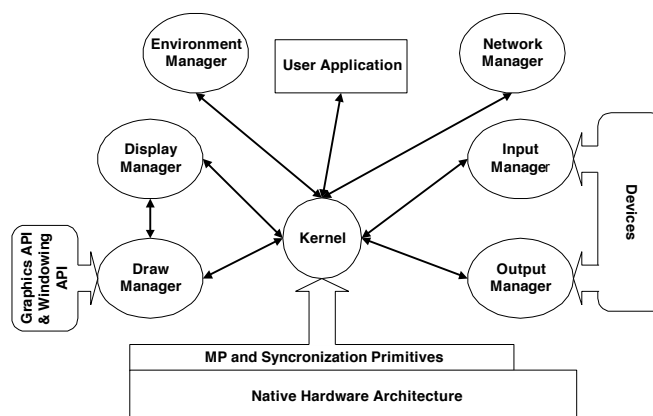 Environment
Manager
User Application
Network
Manager
Display
Manager
Input
Manager
Devices
Kernel
Graphics API
& Windowing
API
Draw
Manager
Output
Manager
MP and Syncronization Primitives
Native Hardware Architecture